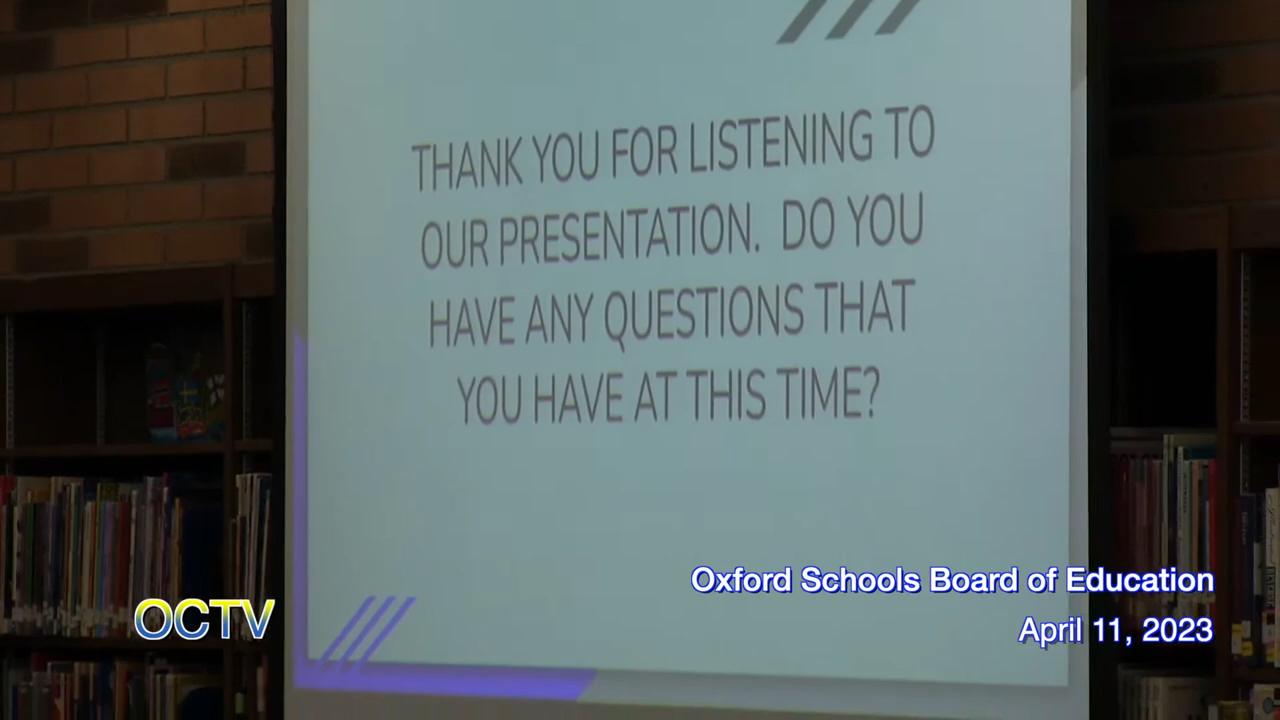 THANK YOU FOR LISTENING TO
OUR PRESENTATION. DO YOU
HAVE ANY QUESTIONS THAT
YOU HAVE AT THIS TIME?
Oxford Schools Board of Education
April 11, 2023
OCTV